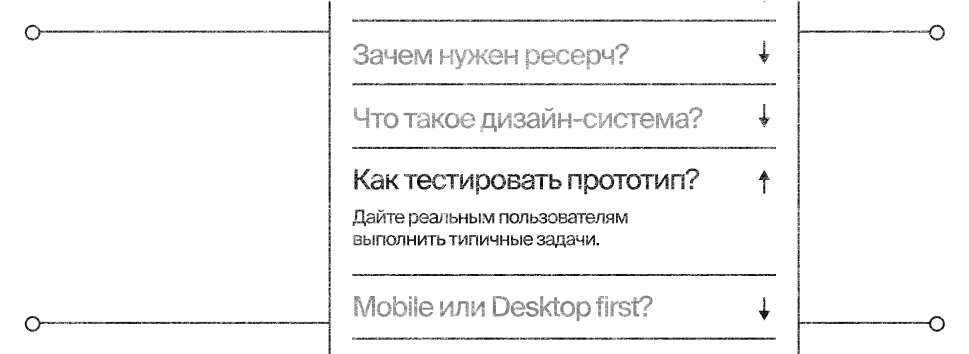 Зачем нужен ресерч?
Что такое дизайн-система?
Как тестировать прототип?
Дайте реальным пользователям
выполнить типичные задачи.
Mobile или Desktop first?